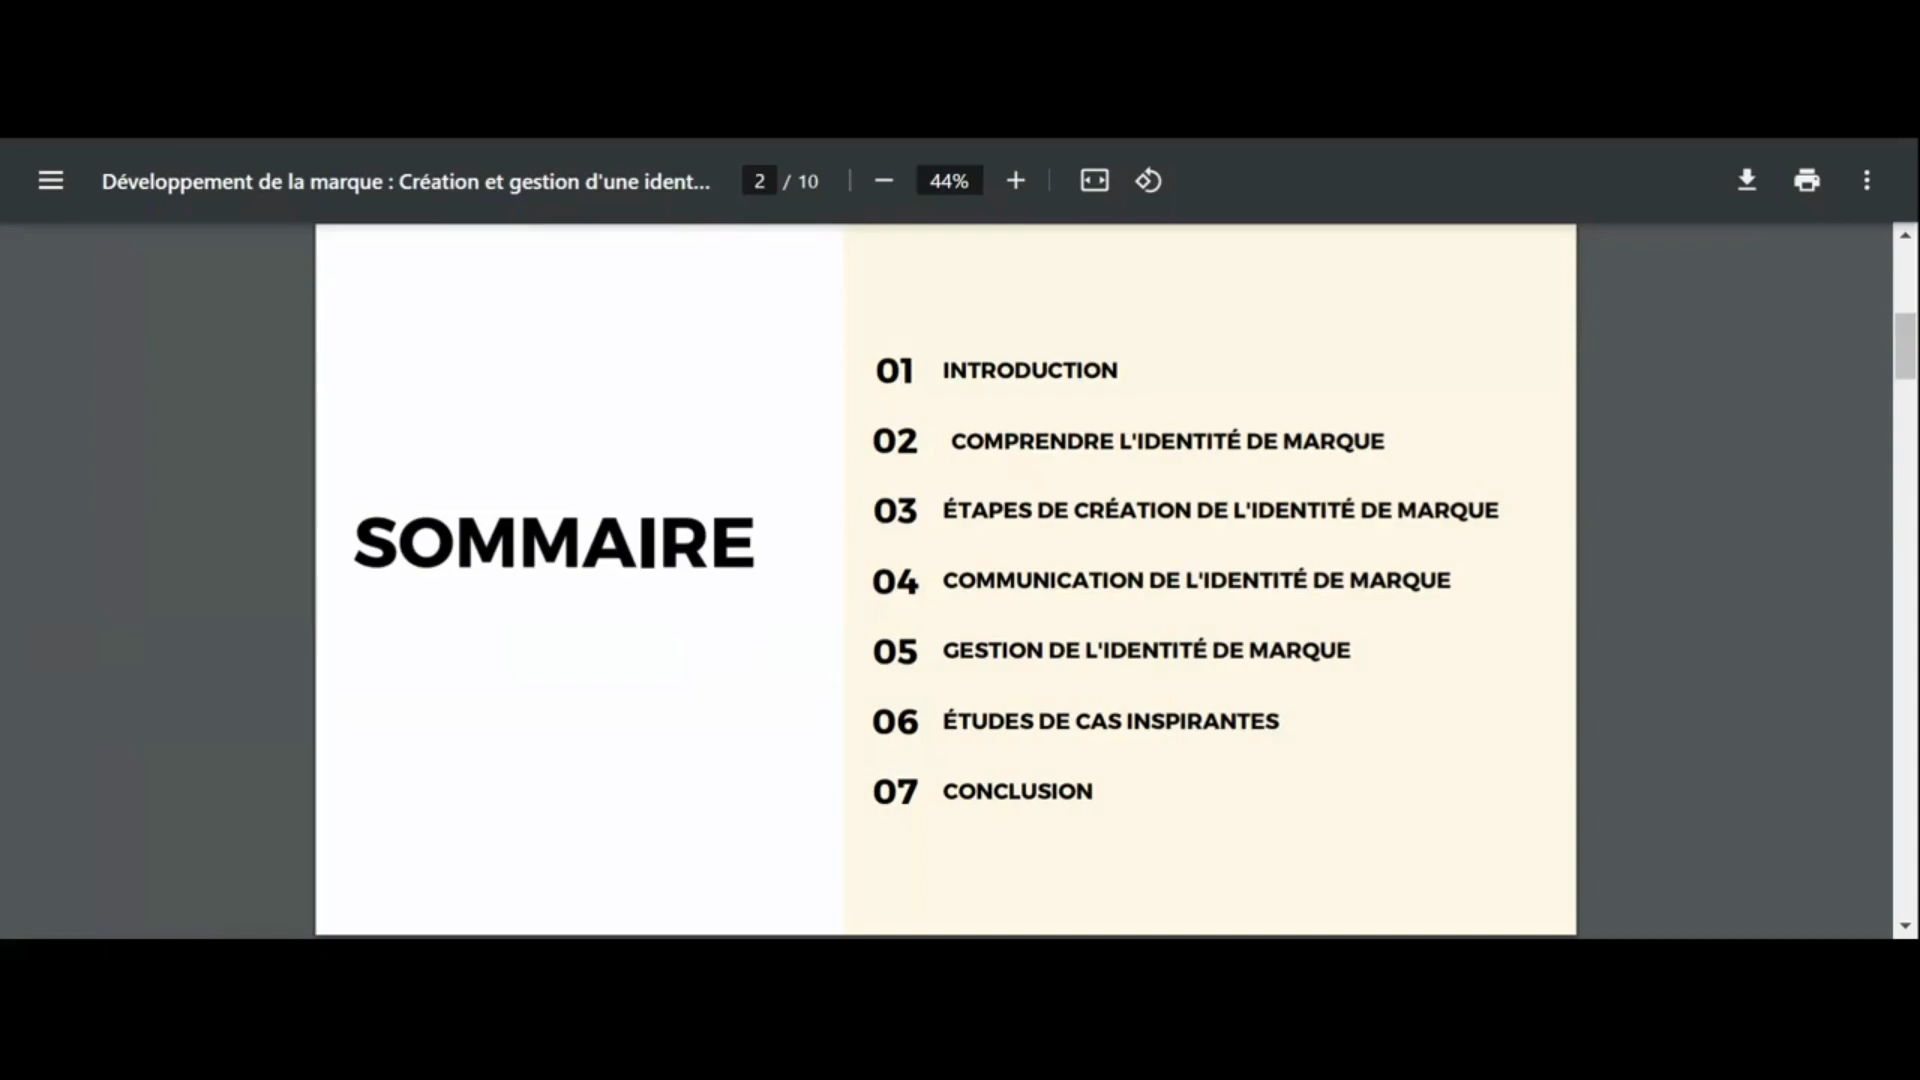 Développement de la marque : Création et gestion d'une ident...
2 / 10
44%
SOMMAIRE
01 INTRODUCTION
02 COMPRENDRE L'IDENTITÉ DE MARQUE
03 ÉTAPES DE CRÉATION DE L'IDENTITÉ DE MARQUE
04 COMMUNICATION DE L'IDENTITÉ DE MARQUE
05 GESTION DE L'IDENTITÉ DE MARQUE
06 ÉTUDES DE CAS INSPIRANTES
07 CONCLUSION